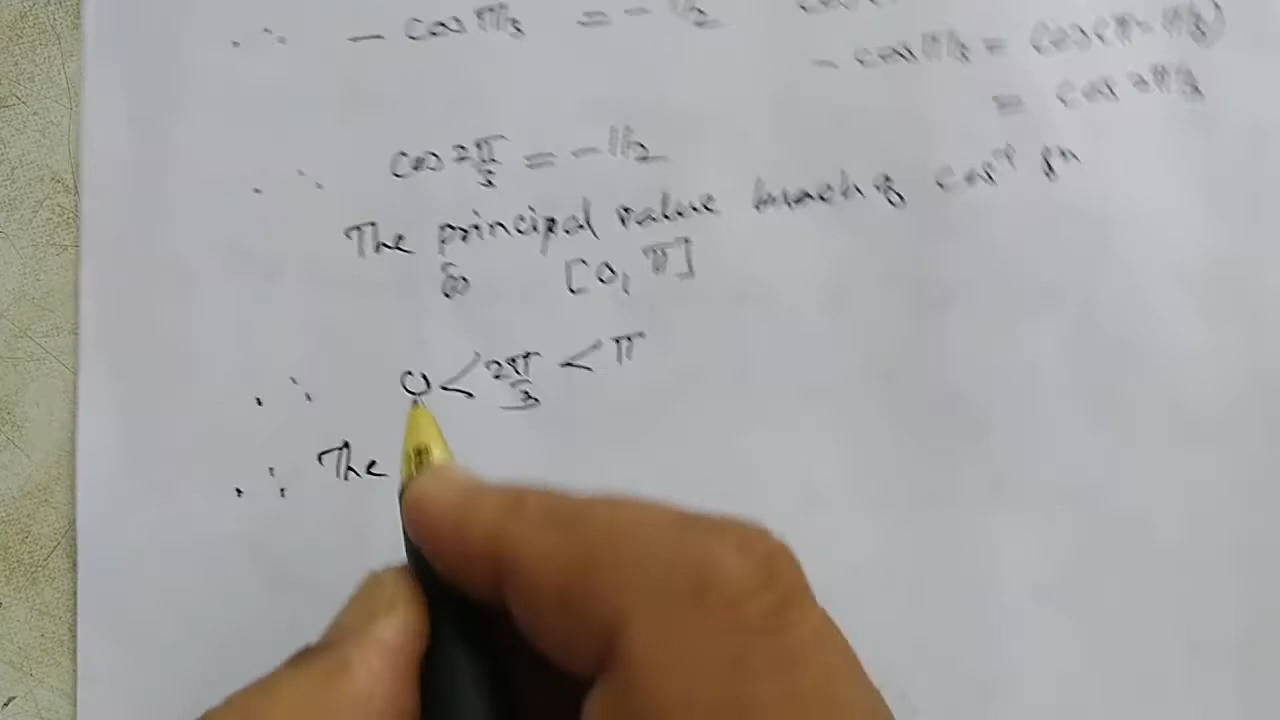 ∴ - cos π/3 = - 1/2
- cos π/3 = cos(π - π/3)
= cos 2π/3
∴ cos 2π/3 = - 1/2
The principal value branch of cos⁻¹ fn
is [0, π]
∴ 0 < 2π/3 < π
∴ The